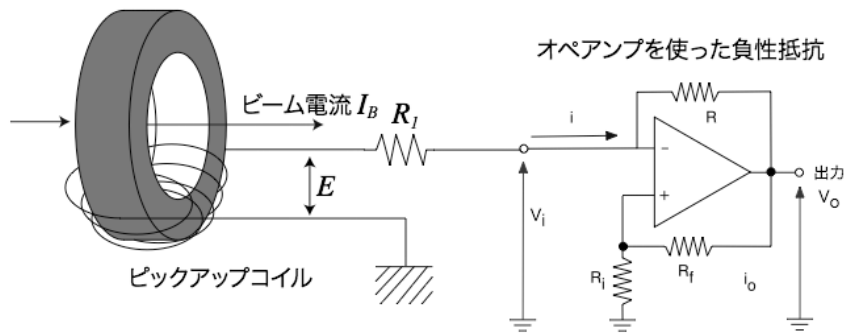 オペアンプを使った負性抵抗
ビーム電流 I_B
R_1
E
ピックアップコイル
i
R
−
+
V_i
R_i
R_f
i_o
出力
V_o